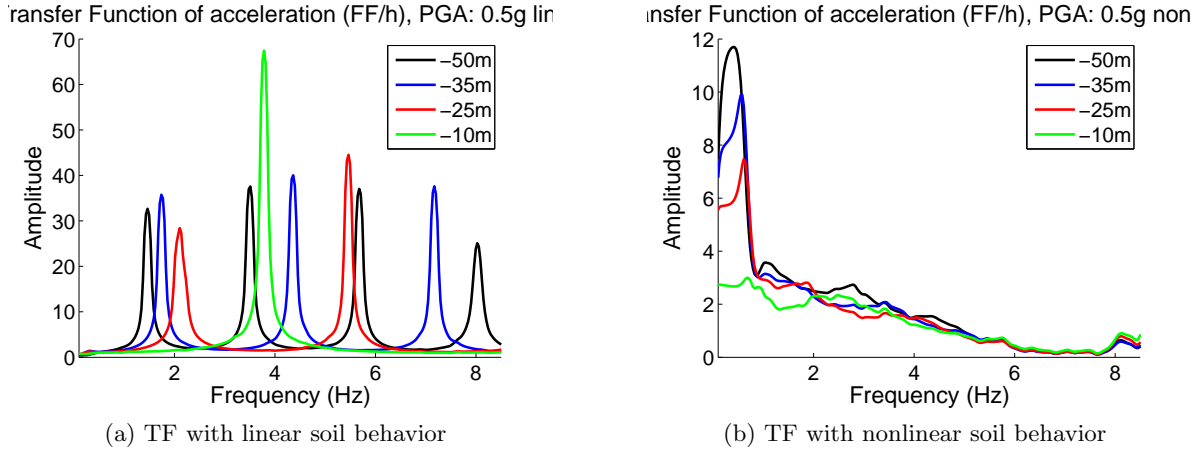 ransfer Function of acceleration (FF/h), PGA: 0.5g lin
70
60
50
40
30
20
10
0
Amplitude
−50m
−35m
−25m
−10m
2
4
6
8
Frequency (Hz)
(a) TF with linear soil behavior
ansfer Function of acceleration (FF/h), PGA: 0.5g non
12
10
8
6
4
2
0
Amplitude
−50m
−35m
−25m
−10m
2
4
6
8
Frequency (Hz)
(b) TF with nonlinear soil behavior